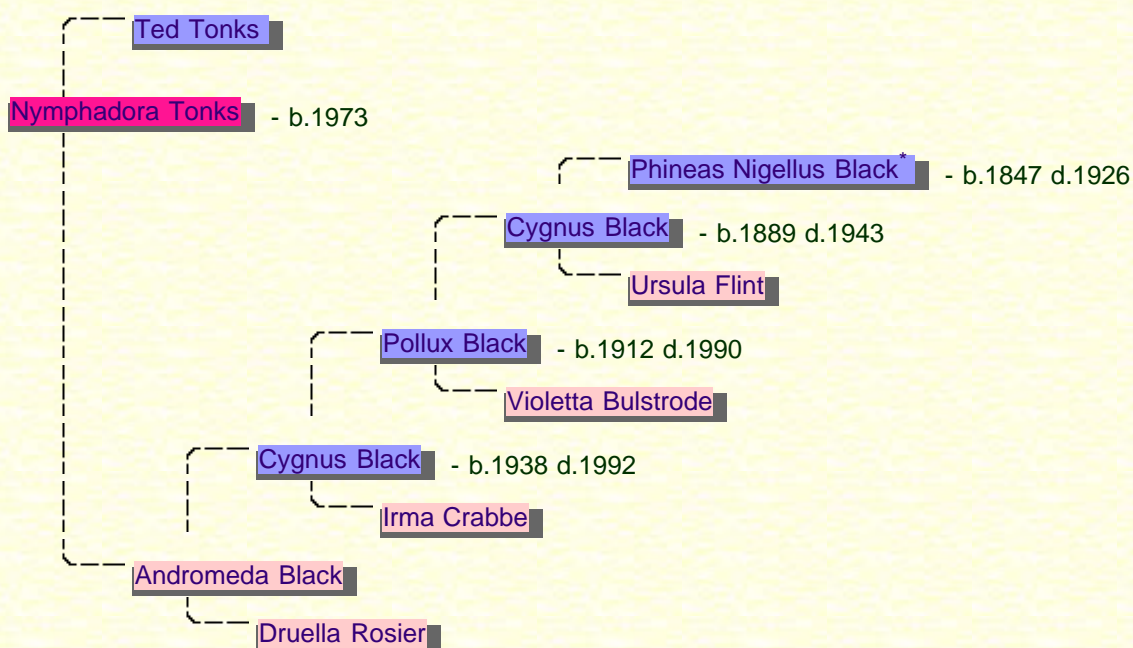 Ted Tonks
Nymphadora Tonks - b.1973
Phineas Nigellus Black* - b.1847 d.1926
Cygnus Black - b.1889 d.1943
Ursula Flint
Pollux Black - b.1912 d.1990
Violetta Bulstrode
Cygnus Black - b.1938 d.1992
Irma Crabbe
Andromeda Black
Druella Rosier